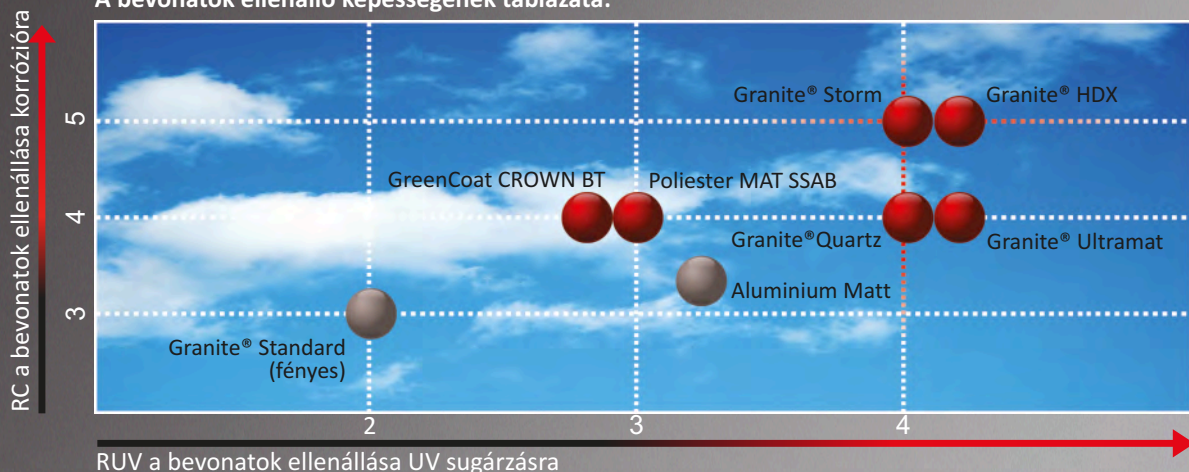 A bevonatok ellenálló képességének táblázata:
RC a bevonatok ellenállása korrózióra
5
4
3
Granite® Storm
Granite® HDX
GreenCoat CROWN BT
Poliester MAT SSAB
Granite®Quartz
Granite® Ultramat
Aluminium Matt
Granite® Standard
(fényes)
2
3
4
RUV a bevonatok ellenállása UV sugárzásra